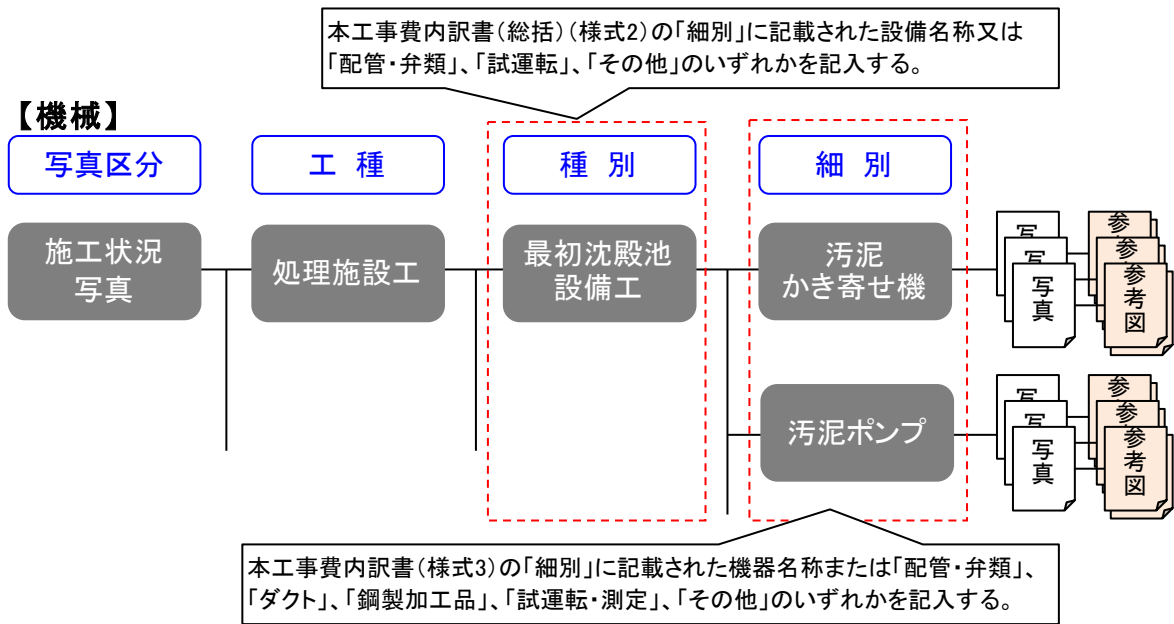 本工事費内訳書（総括）（様式2）の「細別」に記載された設備名称又は
「配管・弁類」、「試運転」、「その他」のいずれかを記入する。
【機械】
写真区分
工 種
種 別
細 別
施工状況
写真
処理施設工
最初沈殿池
設備工
汚泥
かき寄せ機
写
写
写真
参
参
参考図
汚泥ポンプ
写
写
写真
参
参
参考図
本工事費内訳書（様式3）の「細別」に記載された機器名称または「配管・弁類」、
「ダクト」、「鋼製加工品」、「試運転・測定」、「その他」のいずれかを記入する。